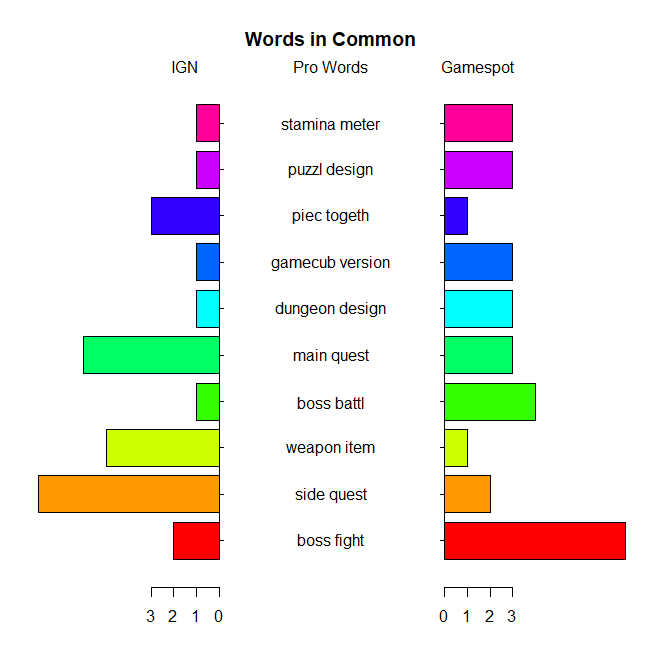 Words in Common
IGN Pro Words Gamespot
stamina meter
puzzl design
piec togeth
gamecub version
dungeon design
main quest
boss battl
weapon item
side quest
boss fight
3 2 1 0 0 1 2 3